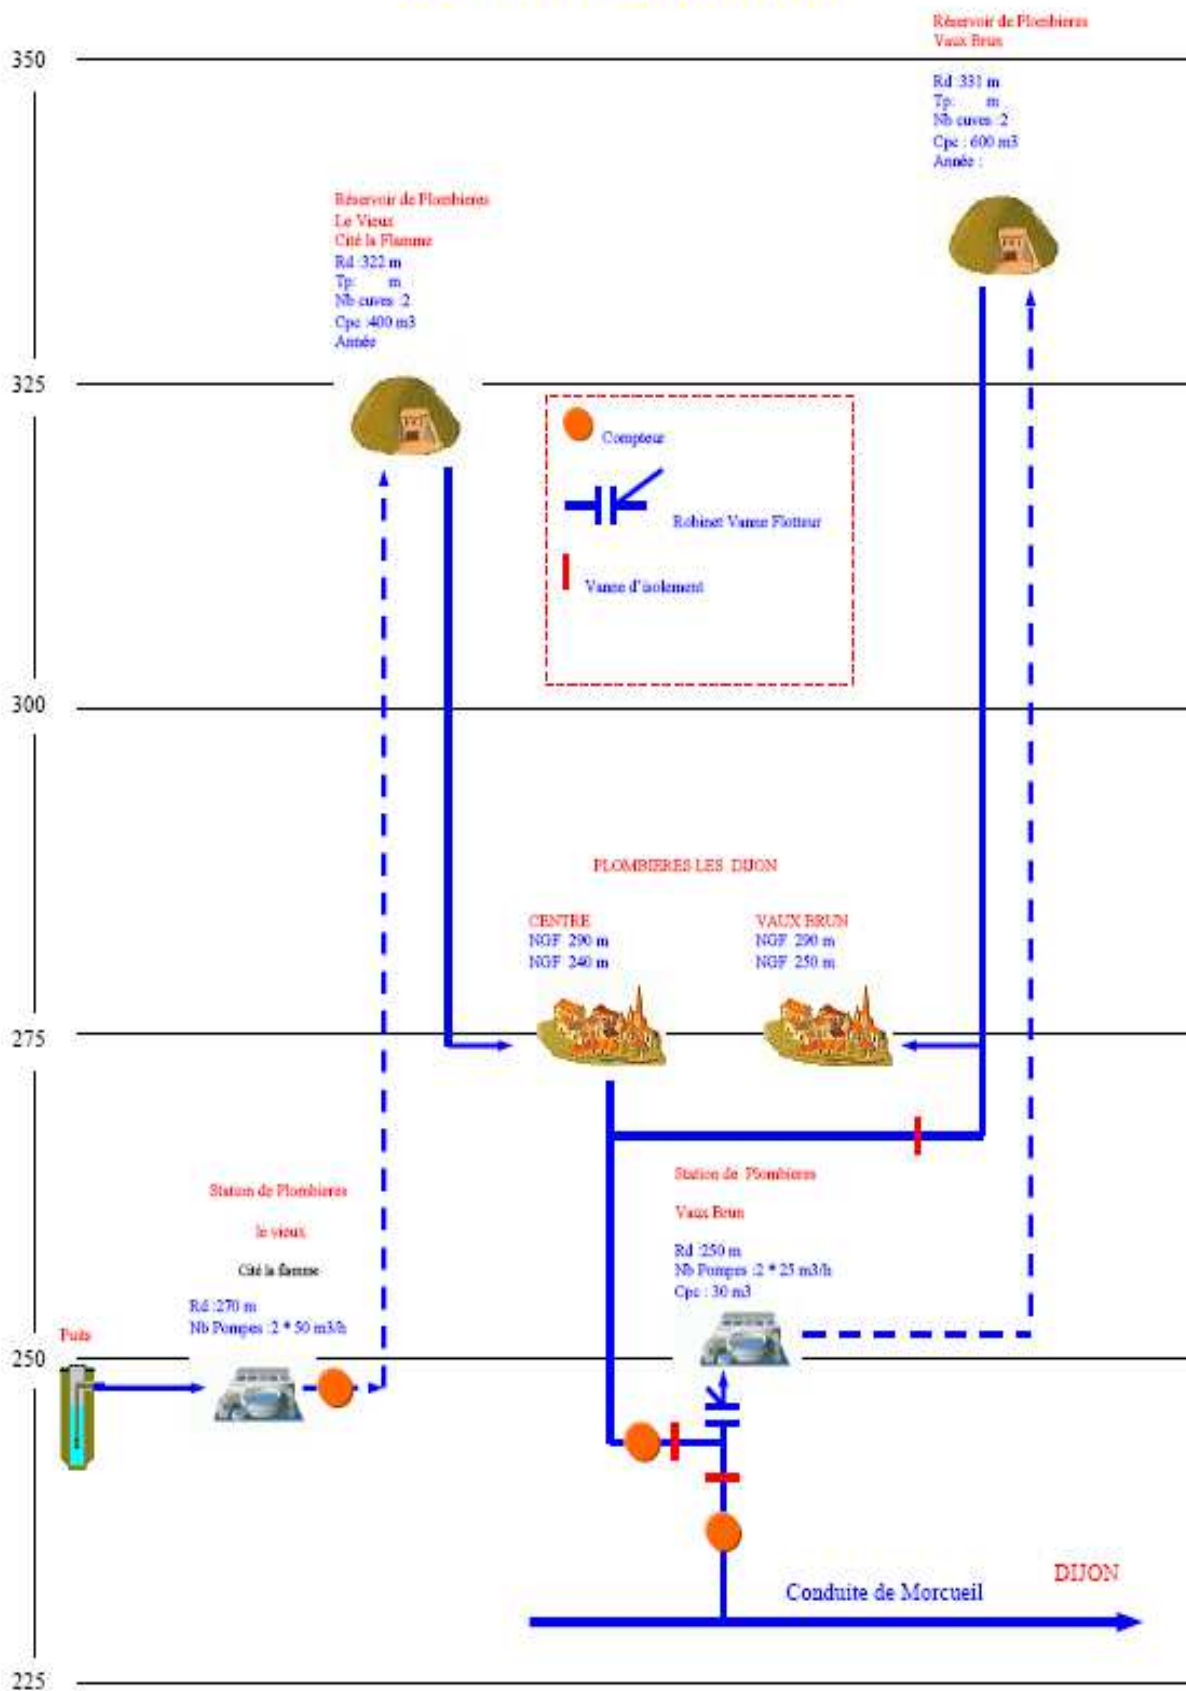 Réservoir de Plombieres
Vaux Brun
350
Rd :331 m
Tp: m
Nb cuves :2
Cpc : 600 m3
Année :
Réservoir de Plombieres
Le Vieux
Cité la Flamme
Rd :322 m
Tp: m
Nb cuves :2
Cpc :400 m3
Année
325
Compteur
Robinet Vanne Flotteur
Vanne d'isolement
300
PLOMBIERES LES DIJON
CENTRE
NGF 290 m
NGF 240 m
VAUX BRUN
NGF 290 m
NGF 250 m
275
Station de Plombieres
Vaux Brun
Rd :250 m
Nb Pompes :2 * 25 m3/h
Cpc : 30 m3
Station de Plombieres
le vieux
Cité la flamme
Rd :270 m
Nb Pompes :2 * 50 m3/h
Puits
250
DIJON
Conduite de Morcueil
225